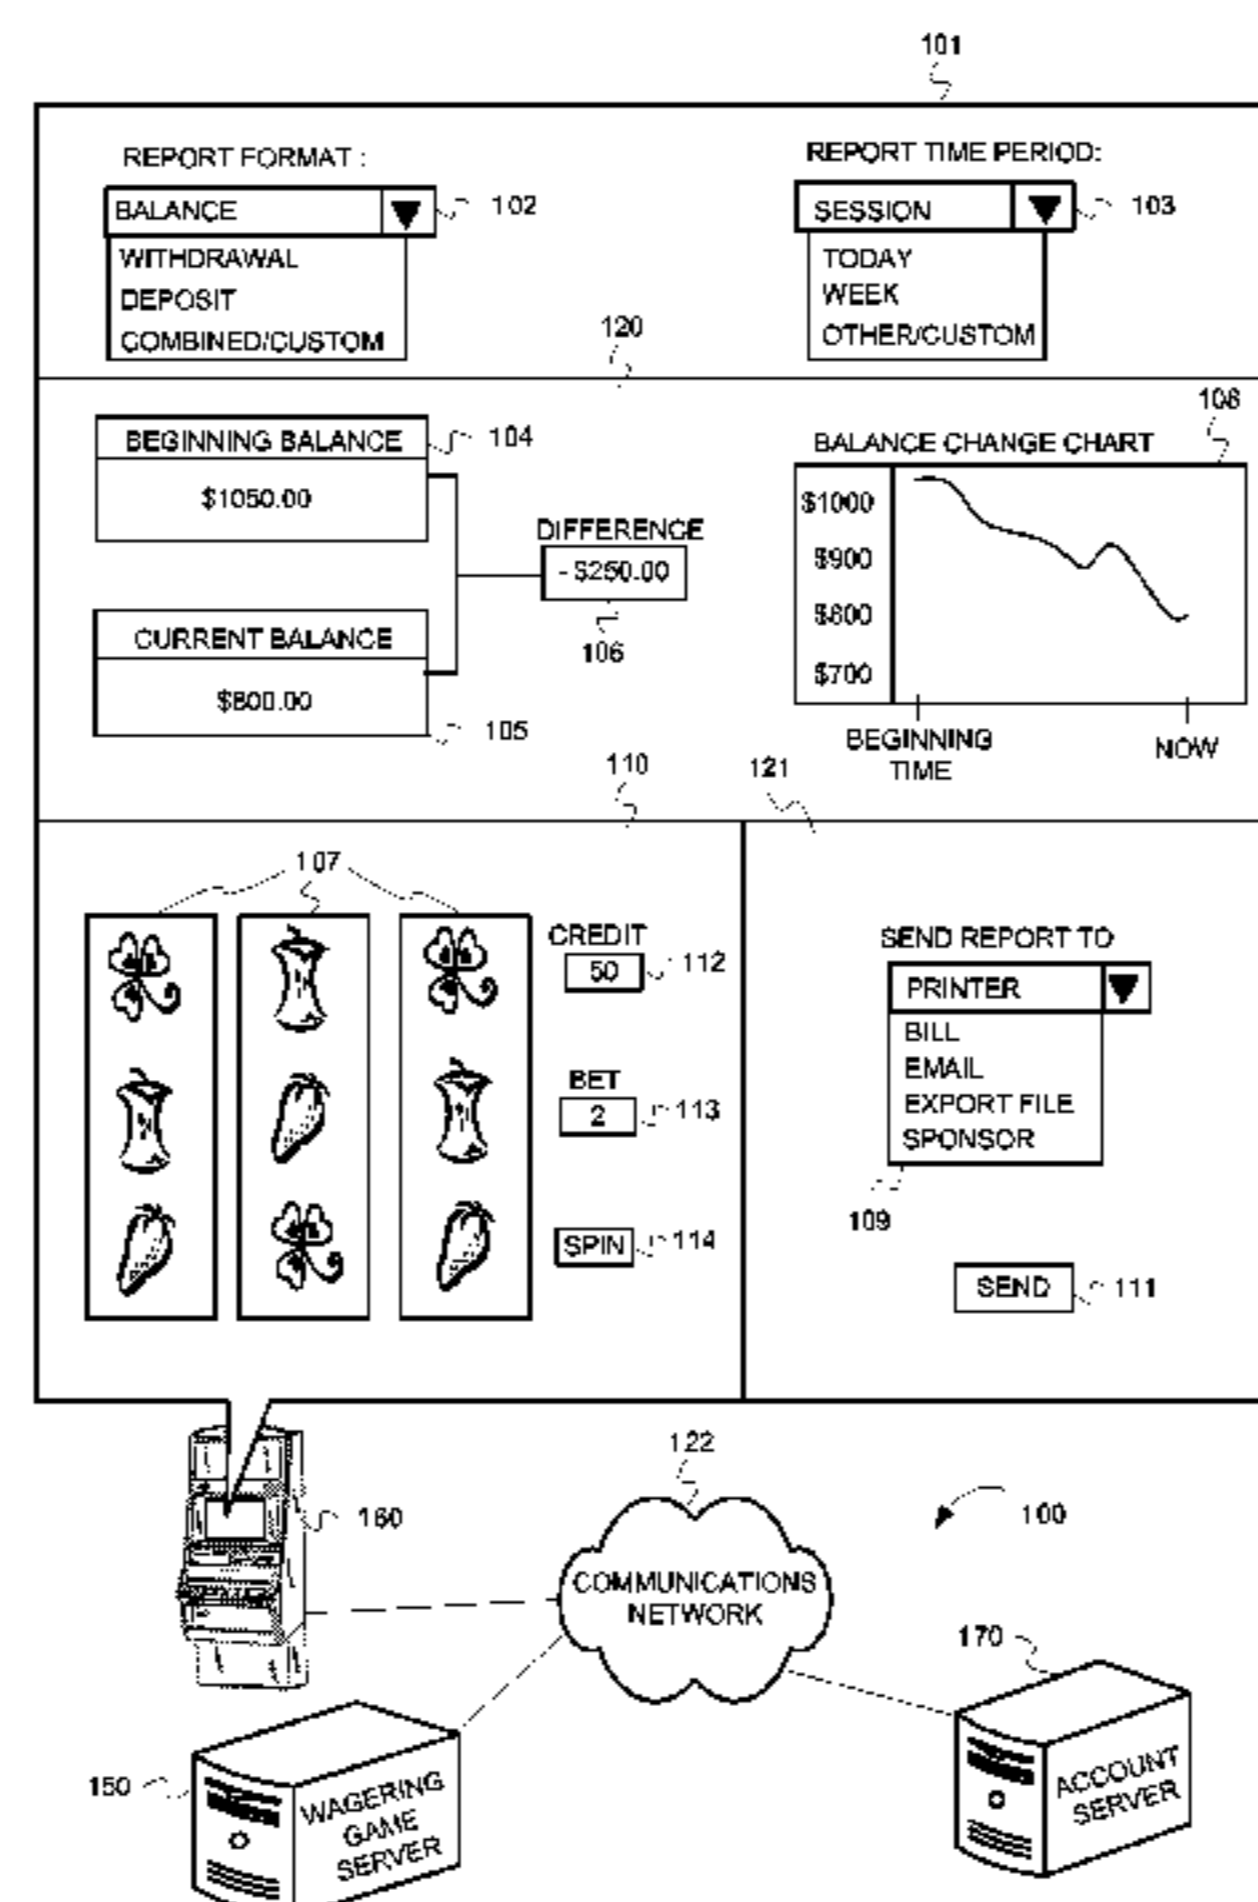 101
REPORT FORMAT :
BALANCE
102
WITHDRAWAL
DEPOSIT
COMBINED/CUSTOM
REPORT TIME PERIOD:
SESSION
103
TODAY
WEEK
OTHER/CUSTOM
120
BEGINNING BALANCE
104
$1050.00
DIFFERENCE
- $250.00
106
CURRENT BALANCE
$800.00
105
108
BALANCE CHANGE CHART
$1000
$900
$800
$700
BEGINNING
TIME
NOW
110
121
107
CREDIT
50
112
BET
2
113
SPIN
114
SEND REPORT TO
PRINTER
BILL
EMAIL
EXPORT FILE
SPONSOR
109
SEND
111
160
122
COMMUNICATIONS
NETWORK
100
150
WAGERING
GAME
SERVER
170
ACCOUNT
SERVER